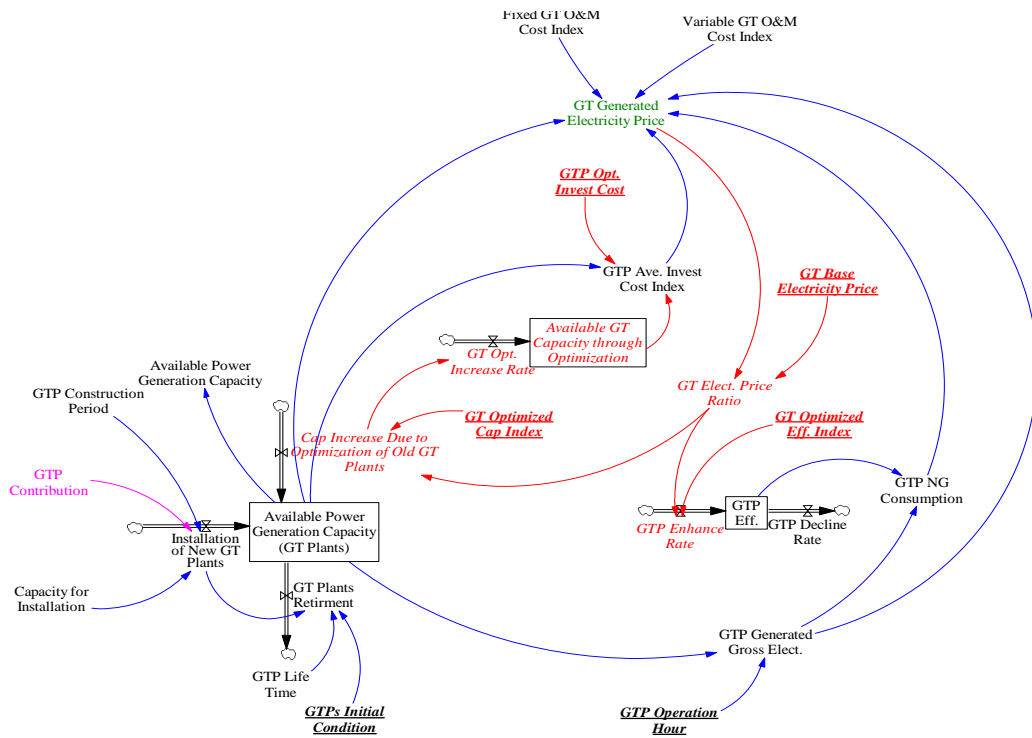 Fixed GT O&M
Cost Index
Variable GT O&M
Cost Index
GT Generated
Electricity Price
GTP Opt.
Invest Cost
GTP Ave. Invest
Cost Index
GT Base
Electricity Price
Available GT
Capacity through
Optimization
GT Opt.
Increase Rate
Available Power
Generation Capacity
GTP Construction
Period
GT Elect. Price
Ratio
GT Optimized
Cap Index
GT Optimized
Eff. Index
Cap Increase Due to
Optimization of Old GT
Plants
GTP
Contribution
GTP NG
Consumption
Available Power
Generation Capacity
(GT Plants)
GTP
Eff.
GTP Enhance
Rate
GTP Decline
Rate
Installation
of New GT
Plants
Capacity for
Installation
GT Plants
Retirment
GTP Generated
Gross Elect.
GTP Life
Time
GTPs Initial
Condition
GTP Operation
Hour